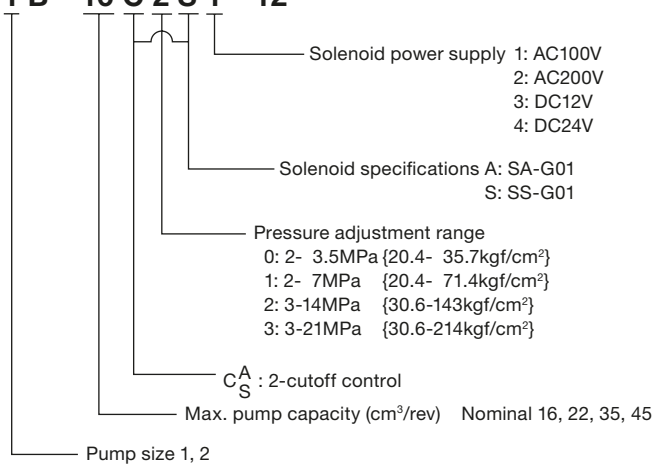 Solenoid power supply 1: AC100V
2: AC200V
3: DC12V
4: DC24V
Solenoid specifications A: SA-G01
S: SS-G01
Pressure adjustment range
0: 2- 3.5MPa {20.4- 35.7kgf/cm²}
1: 2- 7MPa {20.4- 71.4kgf/cm²}
2: 3-14MPa {30.6-143kgf/cm²}
3: 3-21MPa {30.6-214kgf/cm²}
C A S : 2-cutoff control
Max. pump capacity (cm³/rev) Nominal 16, 22, 35, 45
Pump size 1, 2